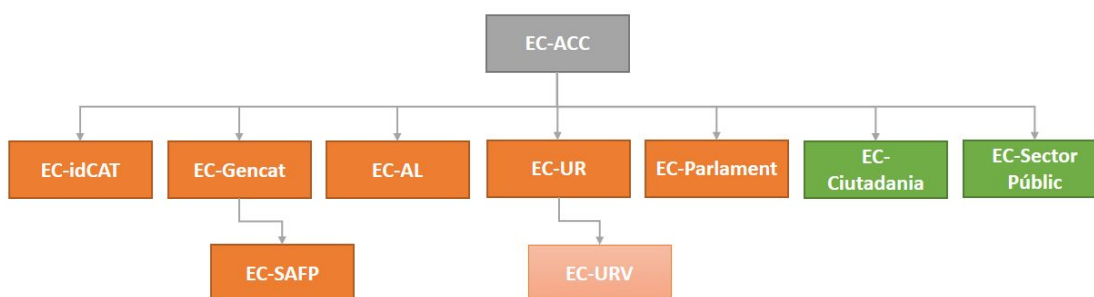 EC-ACC
EC-idCAT
EC-Gencat
EC-AL
EC-UR
EC-Parlament
EC-
Ciutadania
EC-Sector
Públic
EC-SAFP
EC-URV